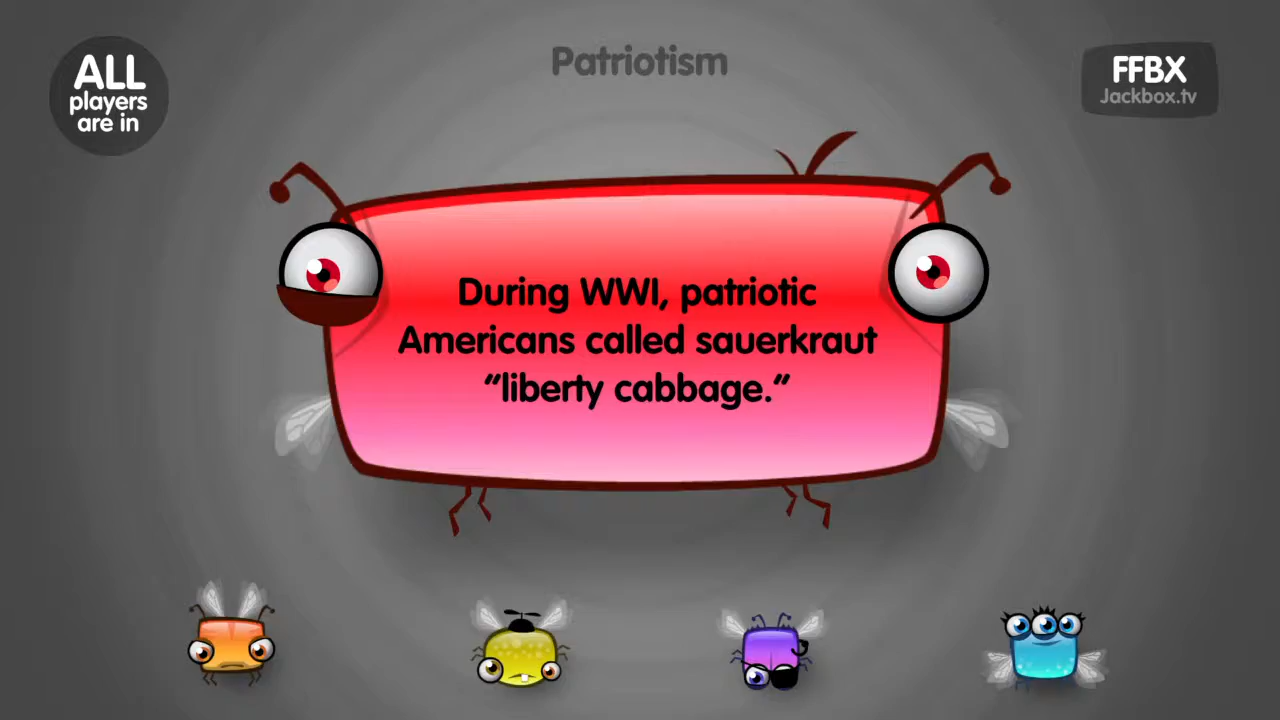 Patriotism
ALL
players
are in
FFBX
Jackbox.tv
During WWI, patriotic
Americans called sauerkraut
“liberty cabbage.”